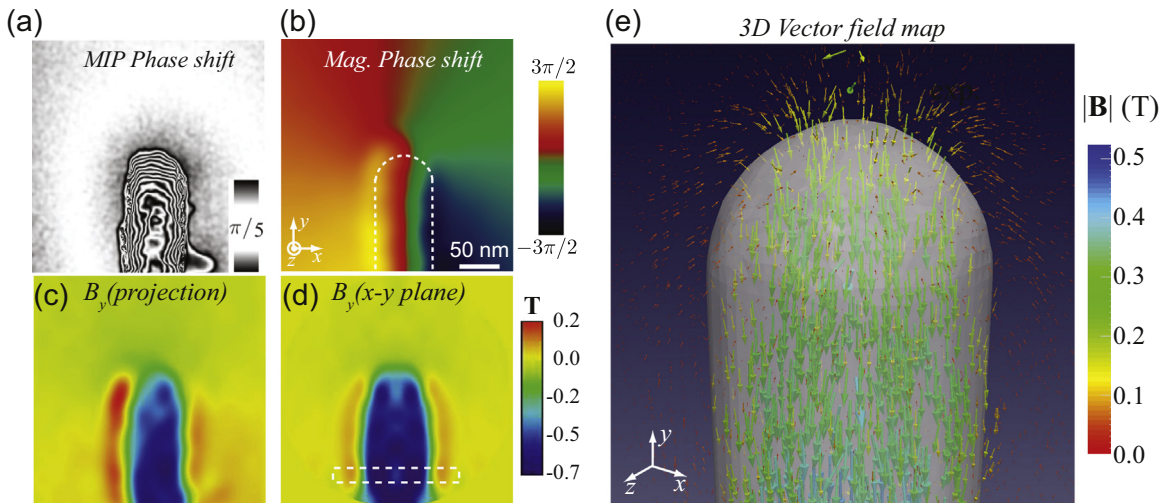 (a)
MIP Phase shift
π/5
(b)
Mag. Phase shift
3π/2
−3π/2
y
z
x
50 nm
(c)
B_y(projection)
(d)
B_y(x-y plane)
T
0.2
0.0
-0.2
-0.5
-0.7
(e)
3D Vector field map
|B| (T)
0.5
0.4
0.3
0.2
0.1
0.0
y
z
x